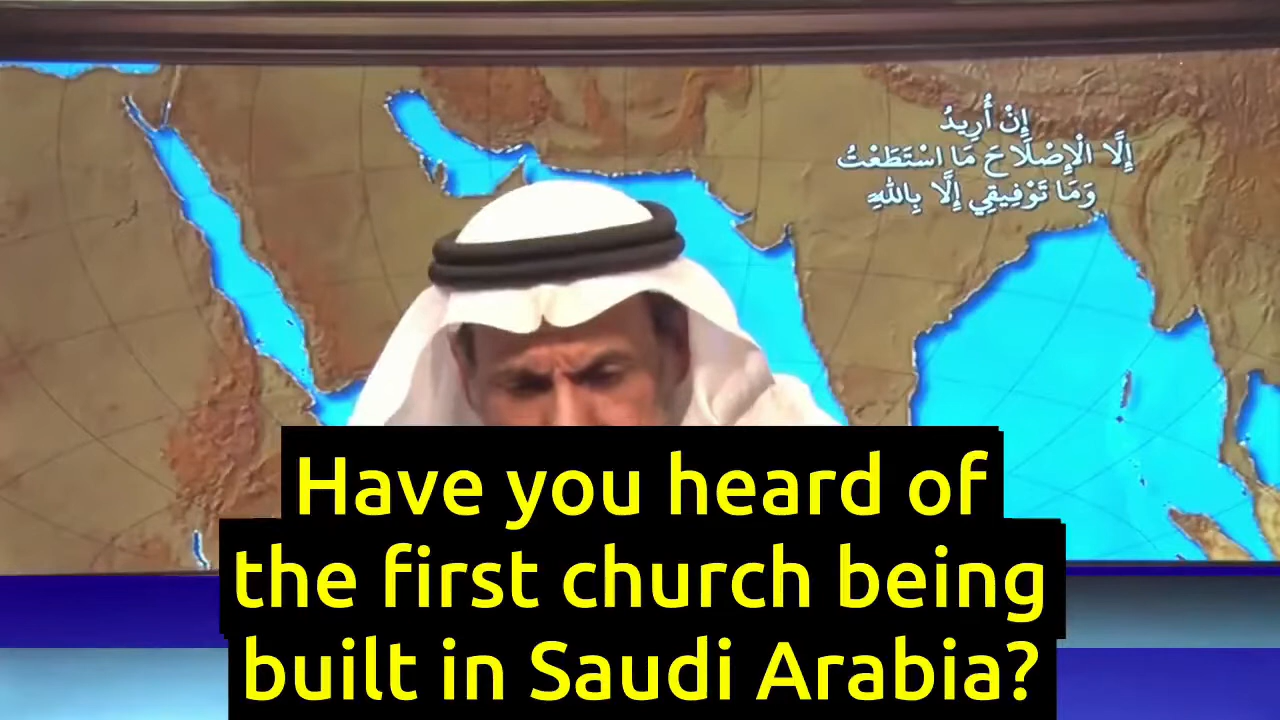 إِنْ أُرِيدُ
إِلَّا الْإِصْلَاحَ مَا اسْتَطَعْتُ
وَمَا تَوْفِيقِي إِلَّا بِاللَّهِ
Have you heard of
the first church being
built in Saudi Arabia?